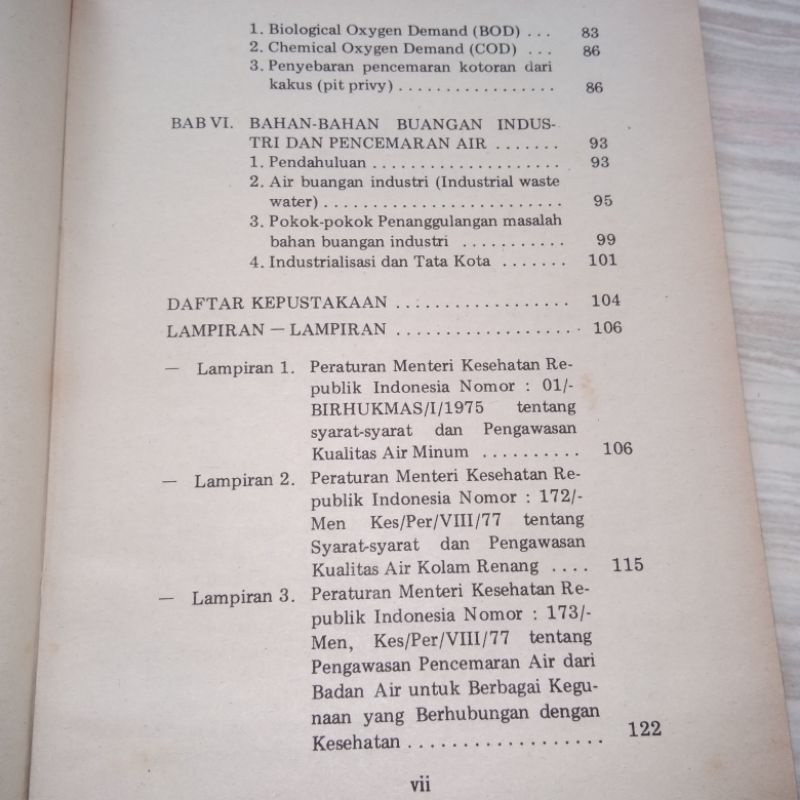 1. Biological Oxygen Demand (BOD) ... 83
2. Chemical Oxygen Demand (COD) ... 86
3. Penyebaran pencemaran kotoran dari
kakus (pit privy) ................. 86
BAB VI. BAHAN-BAHAN BUANGAN INDUS-
TRI DAN PENCEMARAN AIR ....... 93
1. Pendahuluan .................... 93
2. Air buangan industri (Industrial waste
water) .......................... 95
3. Pokok-pokok Penanggulangan masalah
bahan buangan industri ........... 99
4. Industrialisasi dan Tata Kota ....... 101
DAFTAR KEPUSTAKAAN .................. 104
LAMPIRAN — LAMPIRAN .................... 106
— Lampiran 1. Peraturan Menteri Kesehatan Re-
publik Indonesia Nomor : 01/-
BIRHUKMAS/I/1975 tentang
syarat-syarat dan Pengawasan
Kualitas Air Minum .......... 106
— Lampiran 2. Peraturan Menteri Kesehatan Re-
publik Indonesia Nomor : 172/-
Men Kes/Per/VIII/77 tentang
Syarat-syarat dan Pengawasan
Kualitas Air Kolam Renang .... 115
— Lampiran 3. Peraturan Menteri Kesehatan Re-
publik Indonesia Nomor : 173/-
Men, Kes/Per/VIII/77 tentang
Pengawasan Pencemaran Air dari
Badan Air untuk Berbagai Kegu-
naan yang Berhubungan dengan
Kesehatan .................. 122
vii